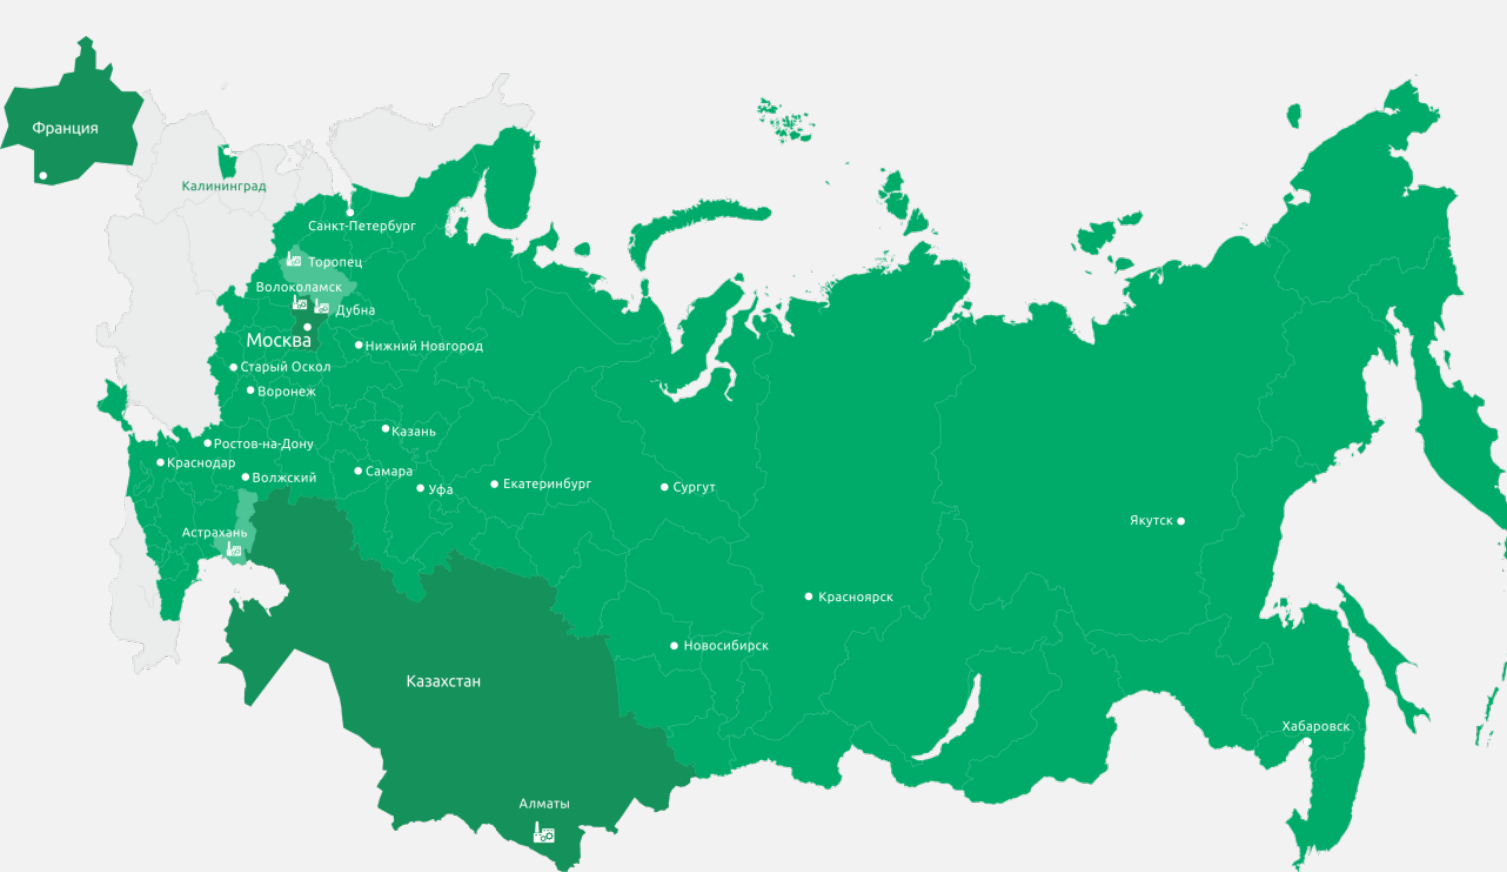 Франция
Калининград
Санкт-Петербург
Торопец
Волоколамск
Дубна
Москва
Нижний Новгород
Старый Оскол
Воронеж
Казань
Ростов-на-Дону
Краснодар
Волжский
Самара
Уфа
Екатеринбург
Сургут
Якутск
Астрахань
Красноярск
Новосибирск
Казахстан
Хабаровск
Алматы